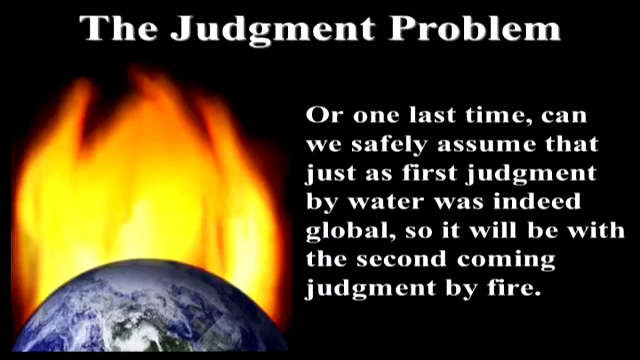 The Judgment Problem
Or one last time, can
we safely assume that
just as first judgment
by water was indeed
global, so it will be with
the second coming
judgment by fire.